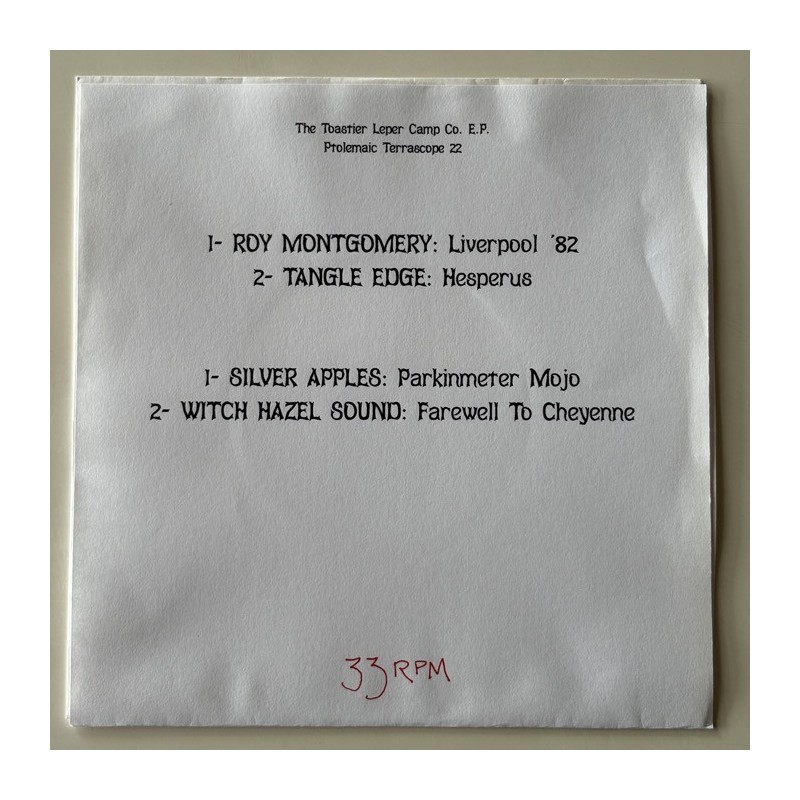 The Toastier Leper Camp Co. E.P.
Ptolemaic Terrascope 22
1- ROY MONTGOMERY: Liverpool '82
2- TANGLE EDGE: Hesperus
1- SILVER APPLES: Parkinmeter Mojo
2- WITCH HAZEL SOUND: Farewell To Cheyenne
33 RPM